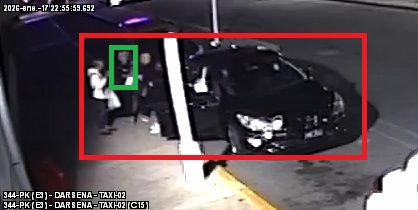 2026-ene.-17 22:55:59.692
344-PK (E3) - DARSENA - TAXI-02
344-PK (E3) - DARSENA - TAXI-02 (C15)